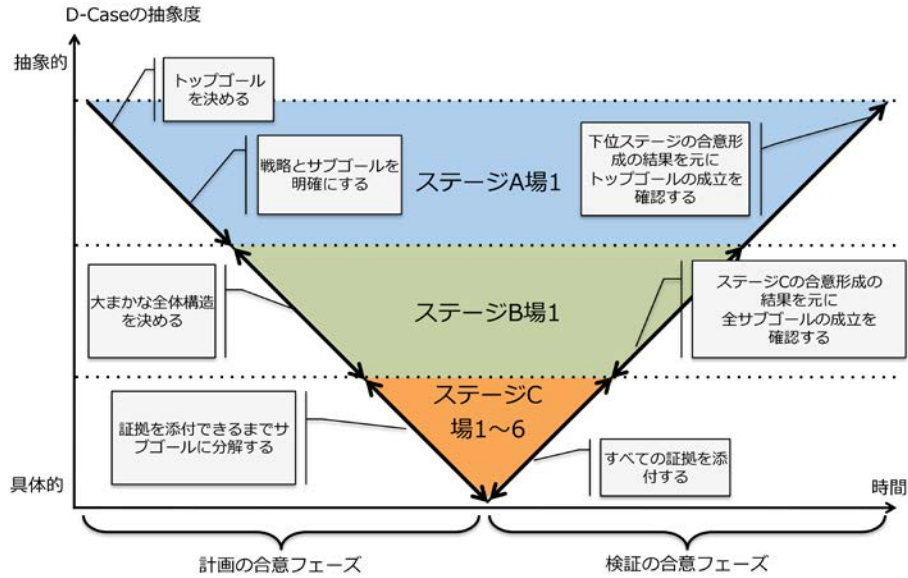 D-Caseの抽象度
抽象的
トップゴール
を決める
戦略とサブゴールを
明確にする
ステージA場1
下位ステージの合意形
成の結果を元に
トップゴールの成立を
確認する
大まかな全体構造
を決める
ステージB場1
ステージCの合意形成の
結果を元に
全サブゴールの成立を
確認する
証拠を添付できるまでサ
ブゴールに分解する
ステージC
場1～6
すべての証拠を添
付する
具体的
時間
計画の合意フェーズ
検証の合意フェーズ